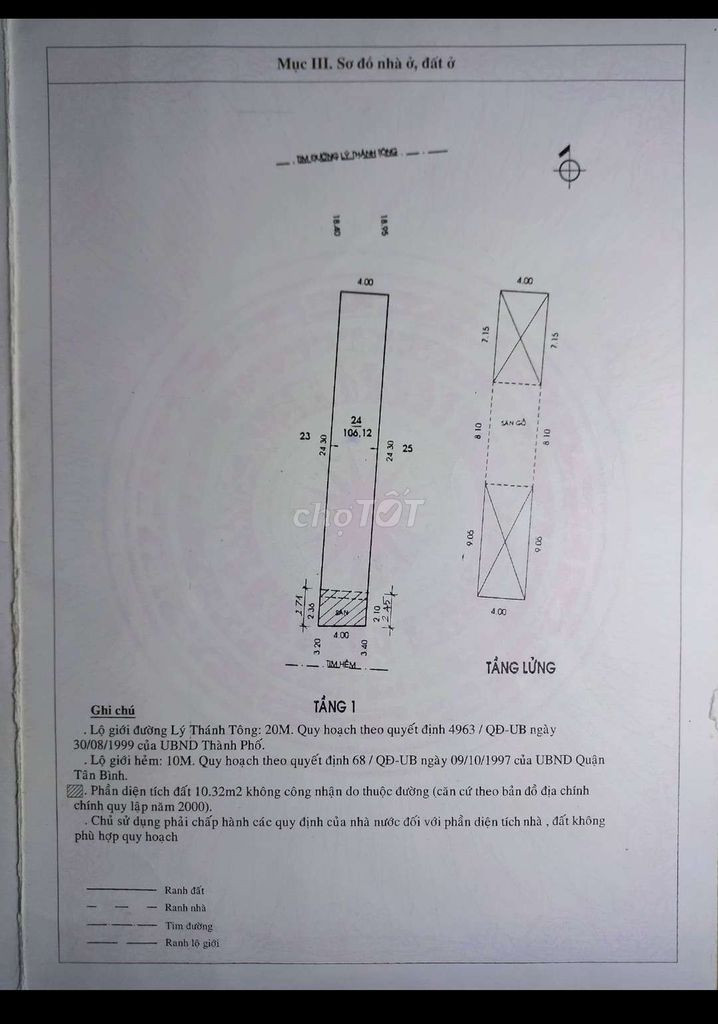 Mục III. Sơ đồ nhà ở, đất ở
TIM ĐƯỜNG LÝ THÁNH TÔNG
18.40
18.95
4.00
4.00
7.15
7.15
24
106,12
23
25
24.30
24.30
SÀN GỖ
8.10
8.10
chợTỐT
9.06
9.06
2.71
2.36
SÂN
2.10
2.45
4.00
4.00
3.20
3.40
TIM HẺM
TẦNG LỬNG
TẦNG 1
Ghi chú
. Lộ giới đường Lý Thánh Tông: 20M. Quy hoạch theo quyết định 4963 / QĐ-UB ngày
30/08/1999 của UBND Thành Phố.
. Lộ giới hẻm: 10M. Quy hoạch theo quyết định 68 / QĐ-UB ngày 09/10/1997 của UBND Quận
Tân Bình.
. Phần diện tích đất 10.32m2 không công nhận do thuộc đường (căn cứ theo bản đồ địa chính
chính quy lập năm 2000).
. Chủ sử dụng phải chấp hành các quy định của nhà nước đối với phần diện tích nhà , đất không
phù hợp quy hoạch
Ranh đất
Ranh nhà
Tim đường
Ranh lộ giới